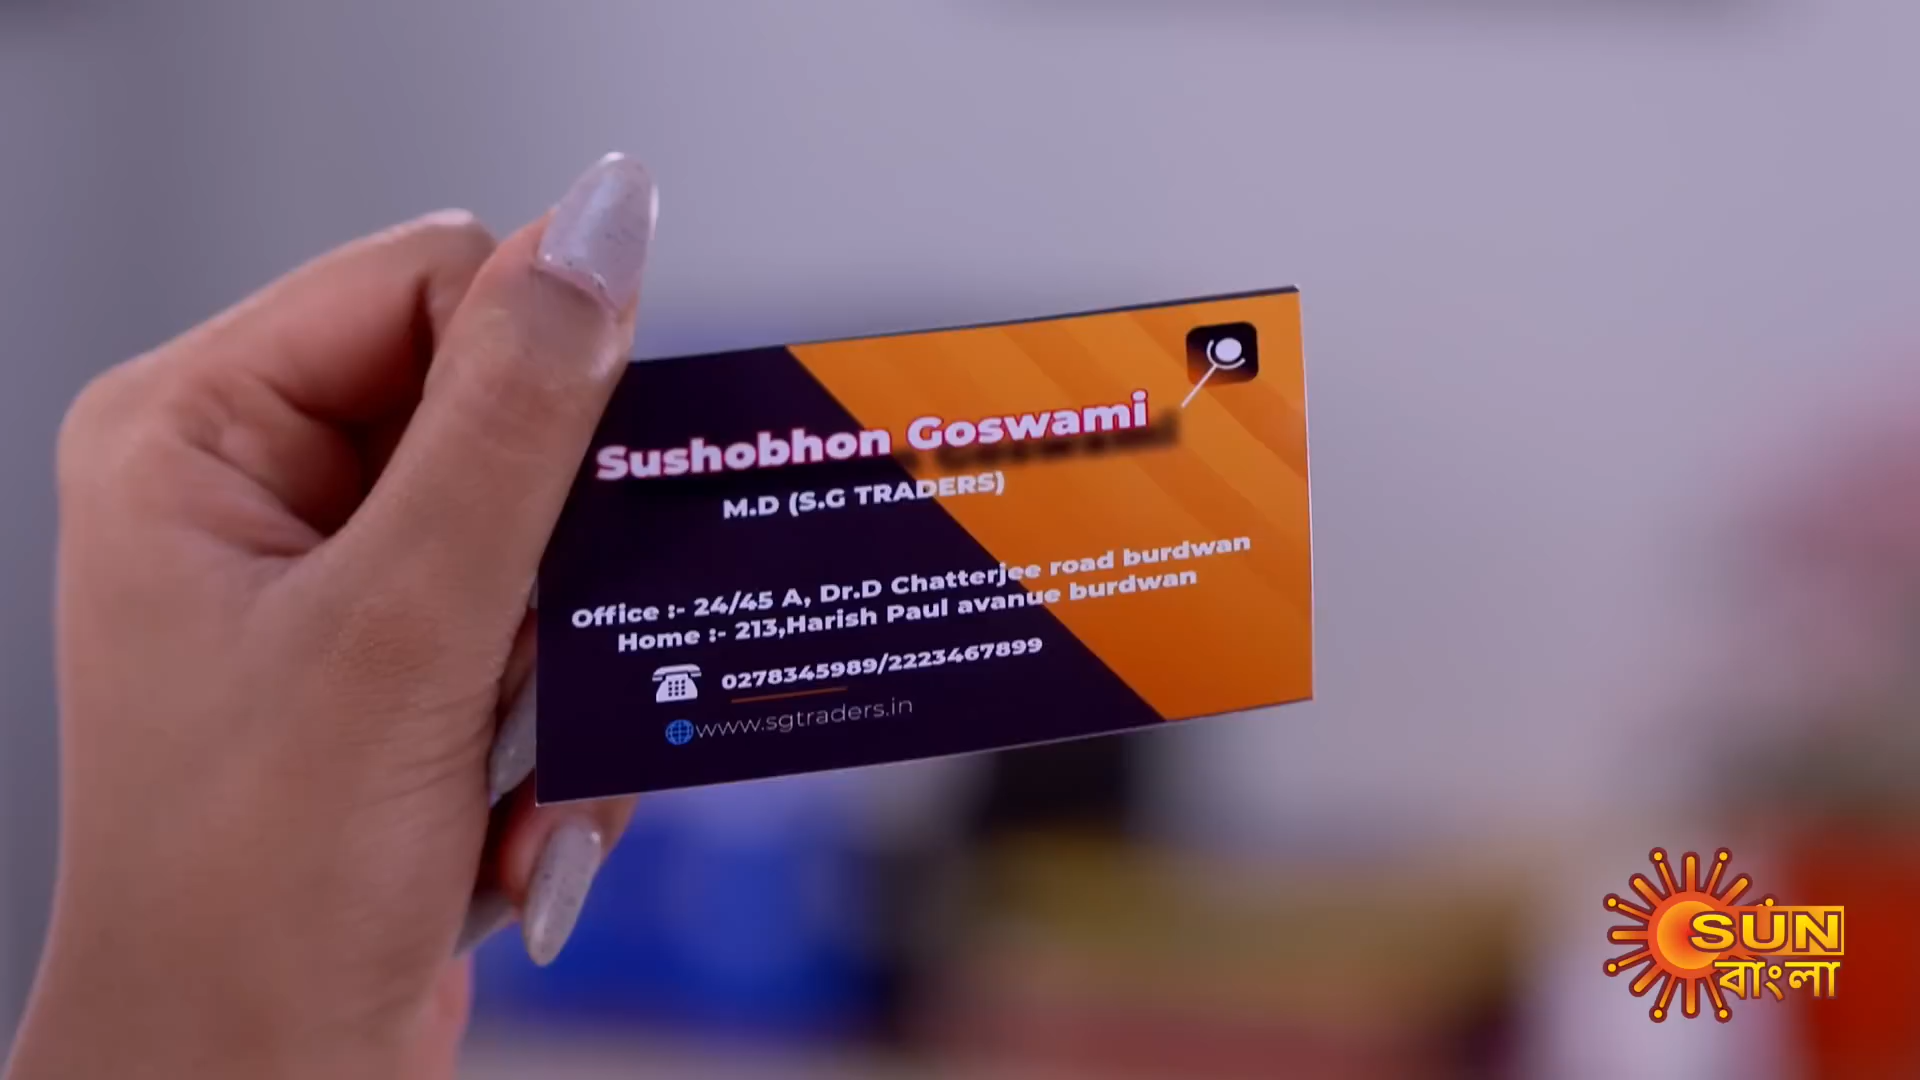 Sushobhon Goswami
M.D (S.G TRADERS)
Office :- 24/45 A, Dr.D Chatterjee road burdwan
Home :- 213,Harish Paul avanue burdwan
0278345989/2223467899
www.sgtraders.in
SUN
বাংলা